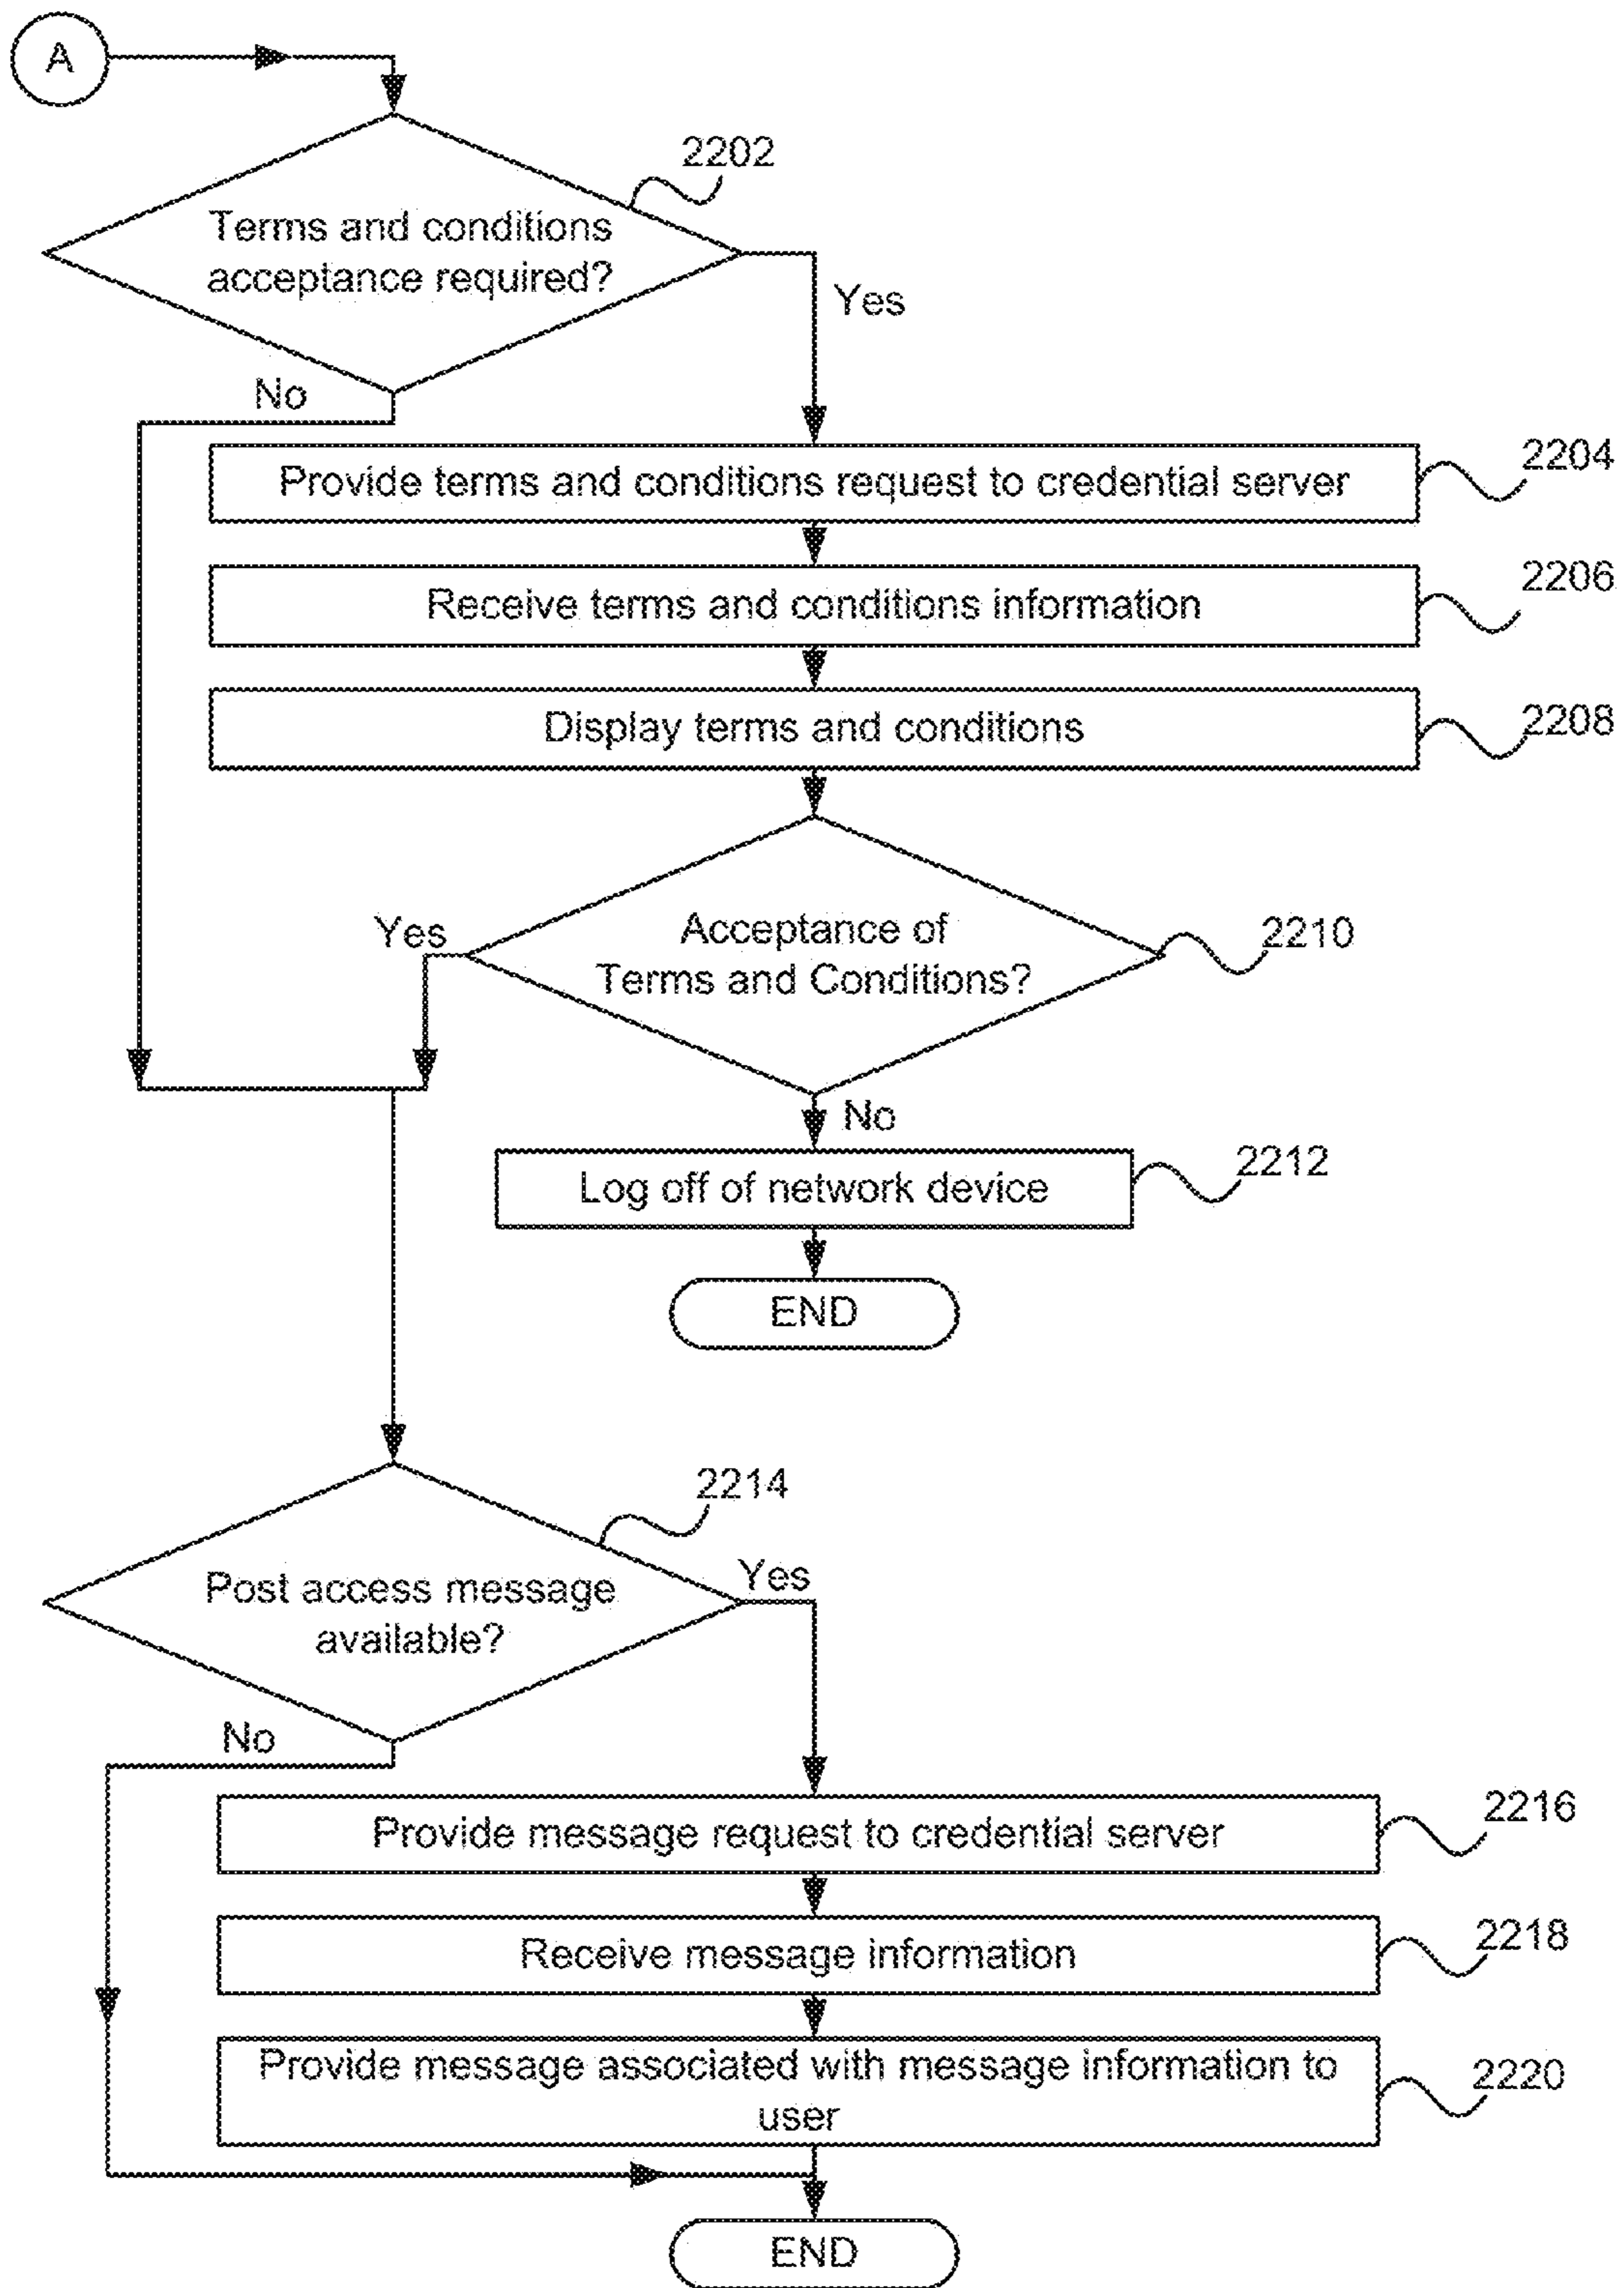 A
2202
Terms and conditions
acceptance required?
Yes
No
Provide terms and conditions request to credential server
2204
Receive terms and conditions information
2206
Display terms and conditions
2208
Yes
Acceptance of
Terms and Conditions?
2210
No
Log off of network device
2212
END
2214
Post access message
available?
Yes
No
Provide message request to credential server
2216
Receive message information
2218
Provide message associated with message information to
user
2220
END